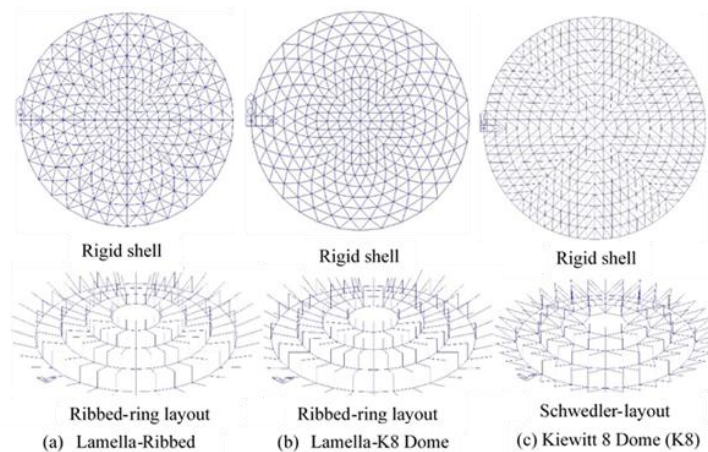 Rigid shell
Rigid shell
Rigid shell
Ribbed-ring layout
Ribbed-ring layout
Schwedler-layout
(a) Lamella-Ribbed
(b) Lamella-K8 Dome
(c) Kiewitt 8 Dome (K8)